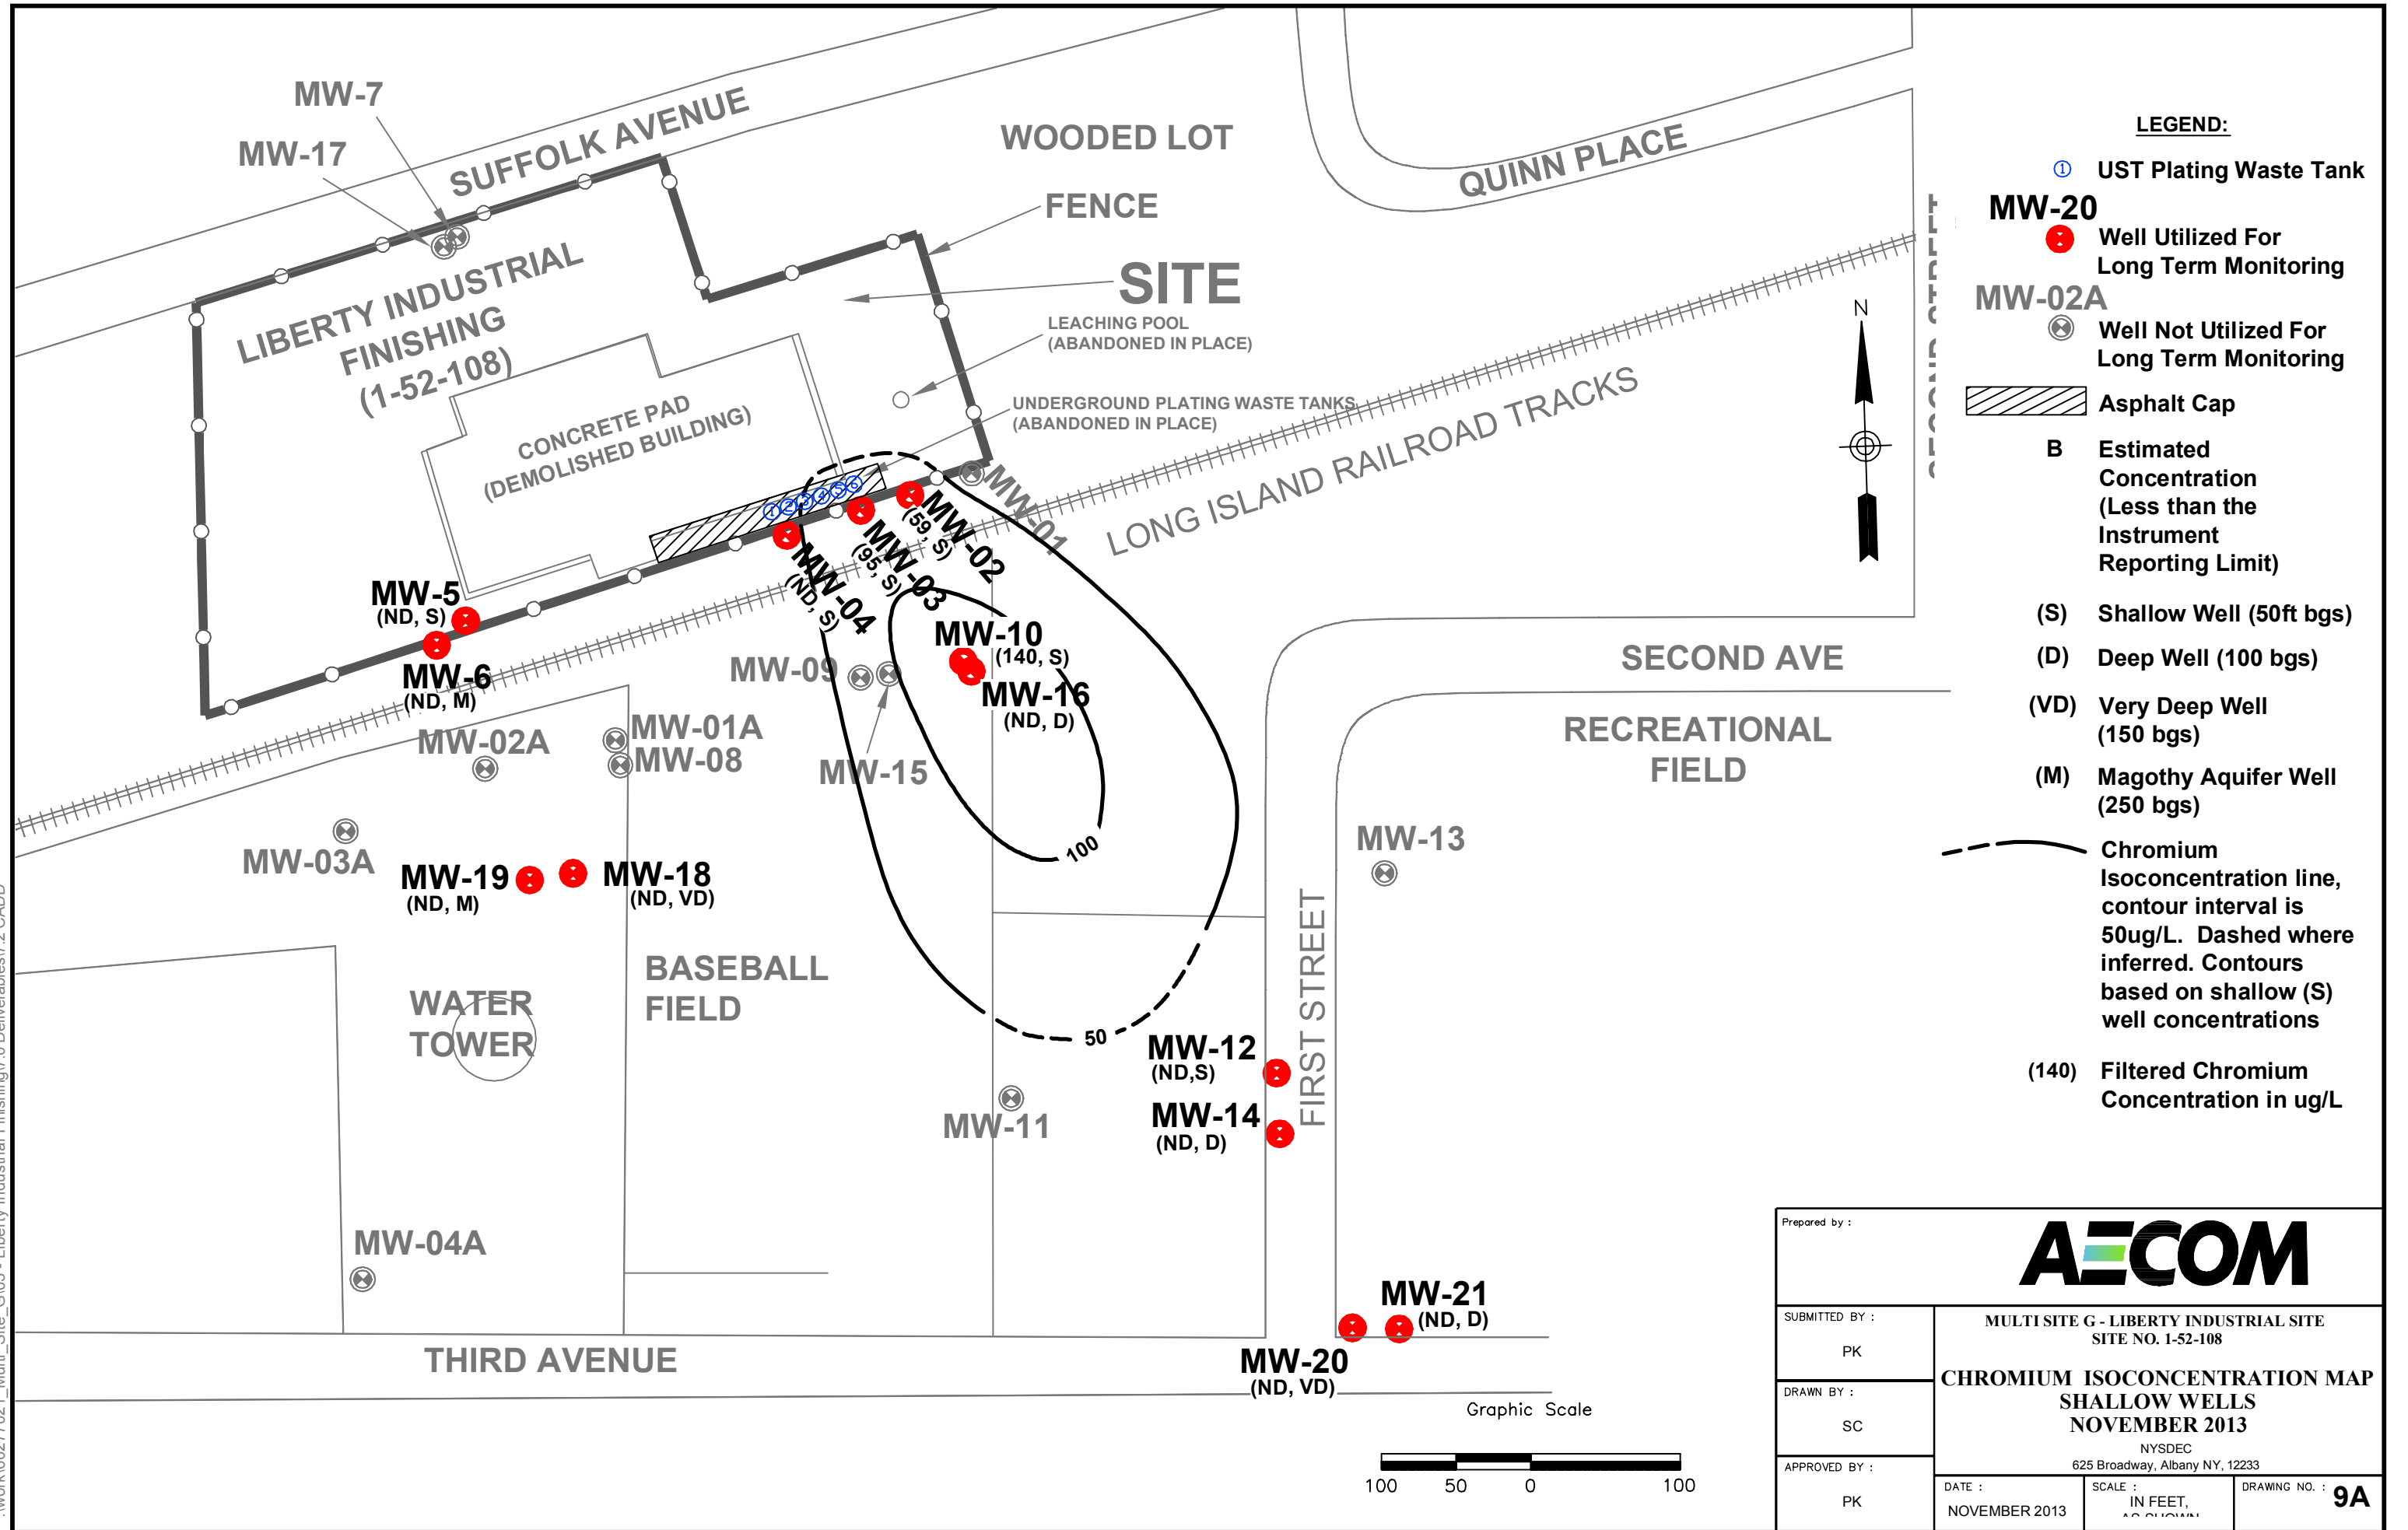 MW-7
MW-17
SUFFOLK AVENUE
WOODED LOT
QUINN PLACE
FENCE
SITE
LIBERTY INDUSTRIAL
FINISHING
(1-52-108)
LEACHING POOL
(ABANDONED IN PLACE)
UNDERGROUND PLATING WASTE TANKS
(ABANDONED IN PLACE)
CONCRETE PAD
(DEMOLISHED BUILDING)
LONG ISLAND RAILROAD TRACKS
SECOND STREET
N
1
2
3
4
5
6
MW-01
MW-02
(59, S)
MW-03
(95, S)
MW-04
(ND, S)
MW-5
(ND, S)
MW-6
(ND, M)
MW-10
(140, S)
MW-16
(ND, D)
MW-09
MW-15
MW-01A
MW-08
MW-02A
MW-03A
MW-19
(ND, M)
MW-18
(ND, VD)
100
50
SECOND AVE
RECREATIONAL
FIELD
MW-13
BASEBALL
FIELD
WATER
TOWER
FIRST STREET
MW-12
(ND,S)
MW-14
(ND, D)
MW-11
MW-04A
MW-21
(ND, D)
MW-20
(ND, VD)
THIRD AVENUE
Graphic Scale
100 50 0 100
LEGEND:
1 UST Plating Waste Tank
MW-20
Well Utilized For
Long Term Monitoring
MW-02A
Well Not Utilized For
Long Term Monitoring
Asphalt Cap
B Estimated
Concentration
(Less than the
Instrument
Reporting Limit)
(S) Shallow Well (50ft bgs)
(D) Deep Well (100 bgs)
(VD) Very Deep Well
(150 bgs)
(M) Magothy Aquifer Well
(250 bgs)
Chromium
Isoconcentration line,
contour interval is
50ug/L. Dashed where
inferred. Contours
based on shallow (S)
well concentrations
(140) Filtered Chromium
Concentration in ug/L
Prepared by :
AECOM
SUBMITTED BY :
PK
DRAWN BY :
SC
APPROVED BY :
PK
MULTI SITE G - LIBERTY INDUSTRIAL SITE
SITE NO. 1-52-108
CHROMIUM ISOCONCENTRATION MAP
SHALLOW WELLS
NOVEMBER 2013
NYSDEC
625 Broadway, Albany NY, 12233
DATE :
NOVEMBER 2013
SCALE :
IN FEET,
AS SHOWN
DRAWING NO. : 9A